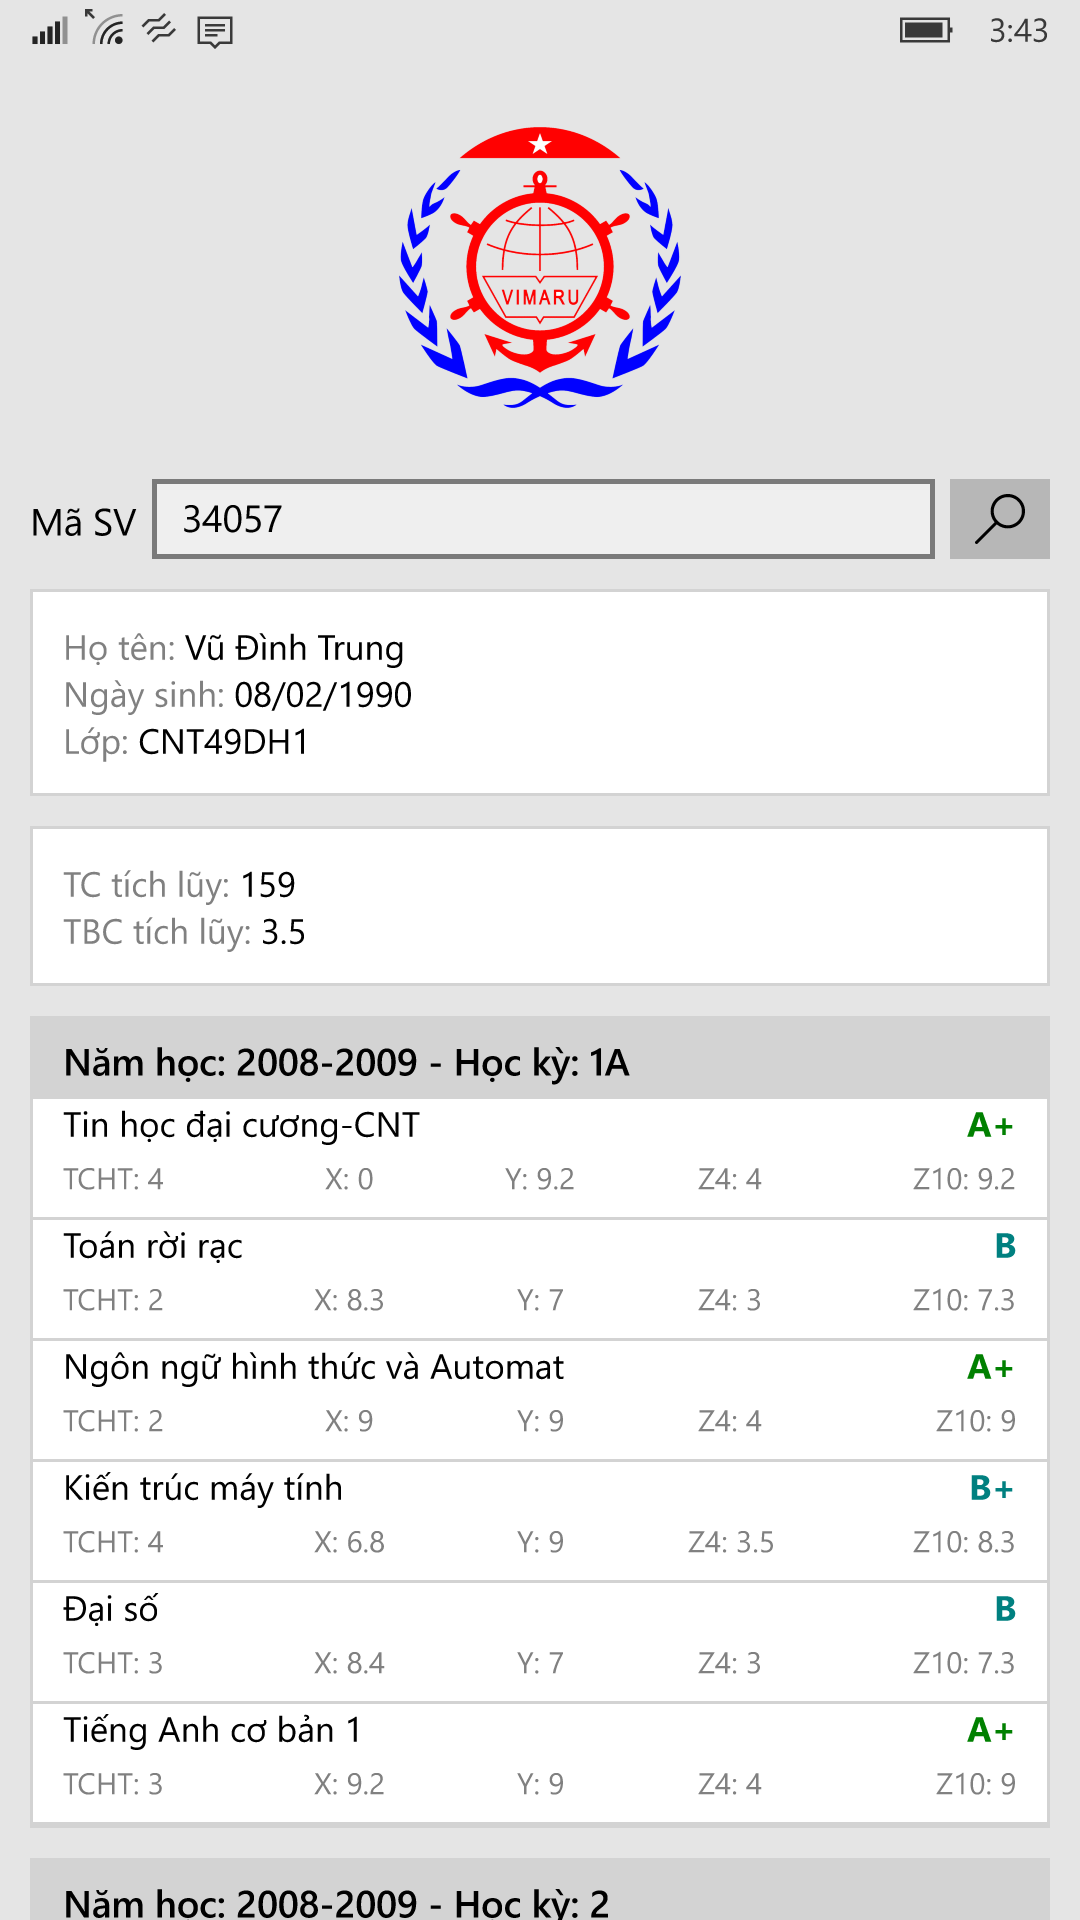 3:43
VIMARU
Mã SV 34057
Họ tên: Vũ Đình Trung
Ngày sinh: 08/02/1990
Lớp: CNT49DH1
TC tích lũy: 159
TBC tích lũy: 3.5
Năm học: 2008-2009 - Học kỳ: 1A
Tin học đại cương-CNT A+
TCHT: 4 X: 0 Y: 9.2 Z4: 4 Z10: 9.2
Toán rời rạc B
TCHT: 2 X: 8.3 Y: 7 Z4: 3 Z10: 7.3
Ngôn ngữ hình thức và Automat A+
TCHT: 2 X: 9 Y: 9 Z4: 4 Z10: 9
Kiến trúc máy tính B+
TCHT: 4 X: 6.8 Y: 9 Z4: 3.5 Z10: 8.3
Đại số B
TCHT: 3 X: 8.4 Y: 7 Z4: 3 Z10: 7.3
Tiếng Anh cơ bản 1 A+
TCHT: 3 X: 9.2 Y: 9 Z4: 4 Z10: 9
Năm học: 2008-2009 - Học kỳ: 2